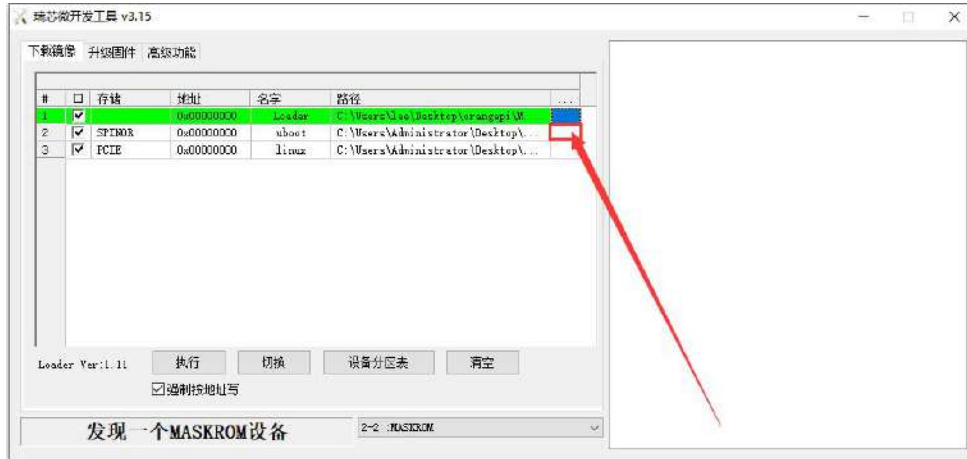 瑞芯微开发工具 v3.15
下载镜像 升级固件 高级功能
# 存储 地址 名字 路径 ...
1 0x00000000 Loader C:\Users\lee\Desktop\orangepi\M
2 SPINOR 0x00000000 uboot C:\Users\Administrator\Desktop\...
3 PCIE 0x00000000 linux C:\Users\Administrator\Desktop\...
Loader Ver:1.11 执行 切换 设备分区表 清空
强制按地址写
发现一个MASKROM设备 2-2 :MASKROM